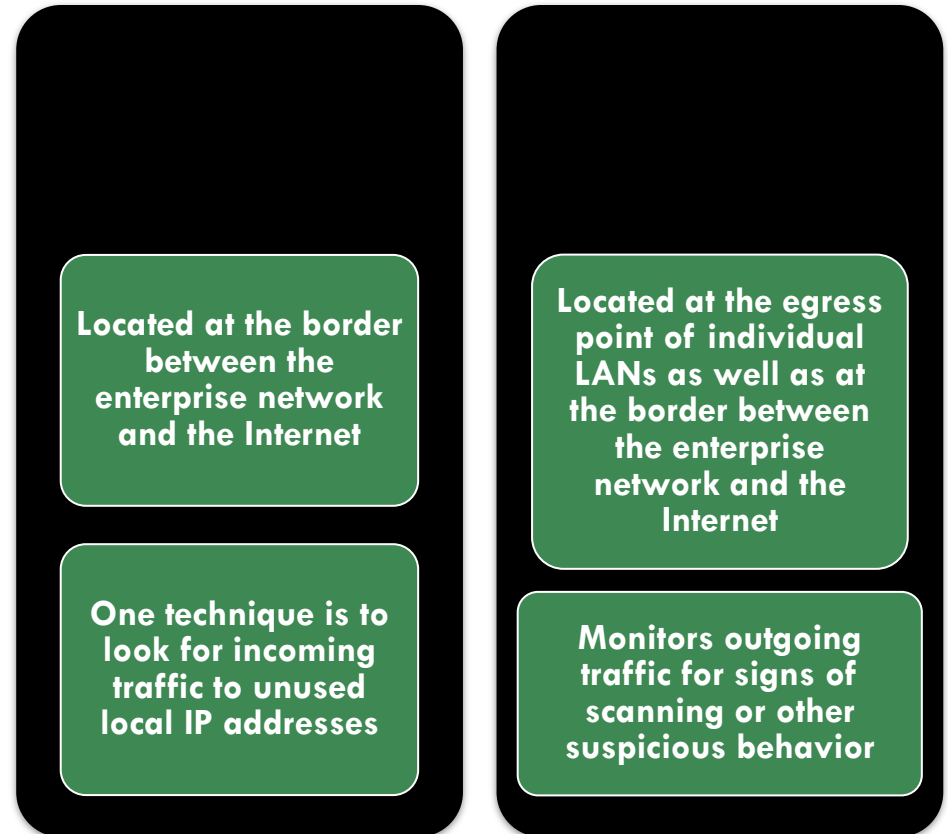 Located at the border
between the
enterprise network
and the Internet
One technique is to
look for incoming
traffic to unused
local IP addresses
Located at the egress
point of individual
LANs as well as at
the border between
the enterprise
network and the
Internet
Monitors outgoing
traffic for signs of
scanning or other
suspicious behavior